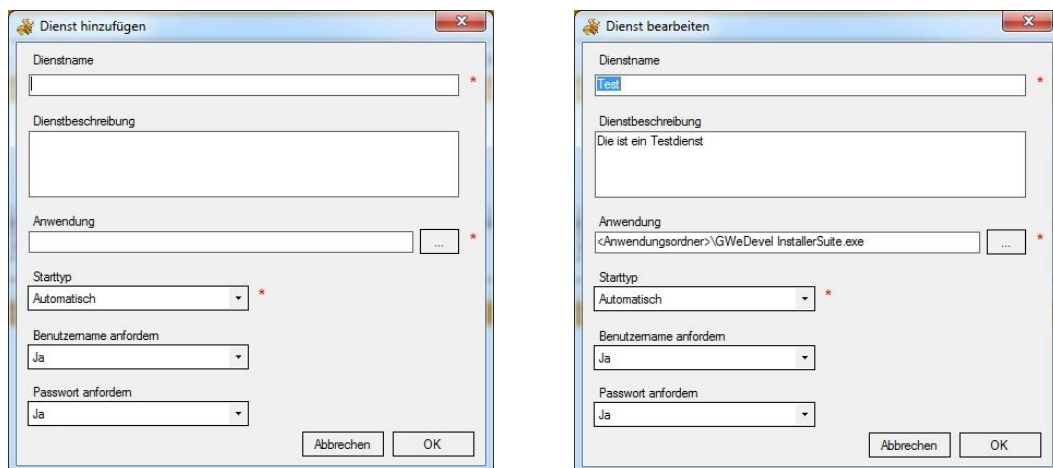 Dienst hinzufügen
Dienstname
*
Dienstbeschreibung
Anwendung
... *
Starttyp
Automatisch *
Benutzername anfordern
Ja
Passwort anfordern
Ja
Abbrechen OK
Dienst bearbeiten
Dienstname
Test *
Dienstbeschreibung
Die ist ein Testdienst
Anwendung
<Anwendungsordner>\GWeDevel InstallerSuite.exe ... *
Starttyp
Automatisch *
Benutzername anfordern
Ja
Passwort anfordern
Ja
Abbrechen OK